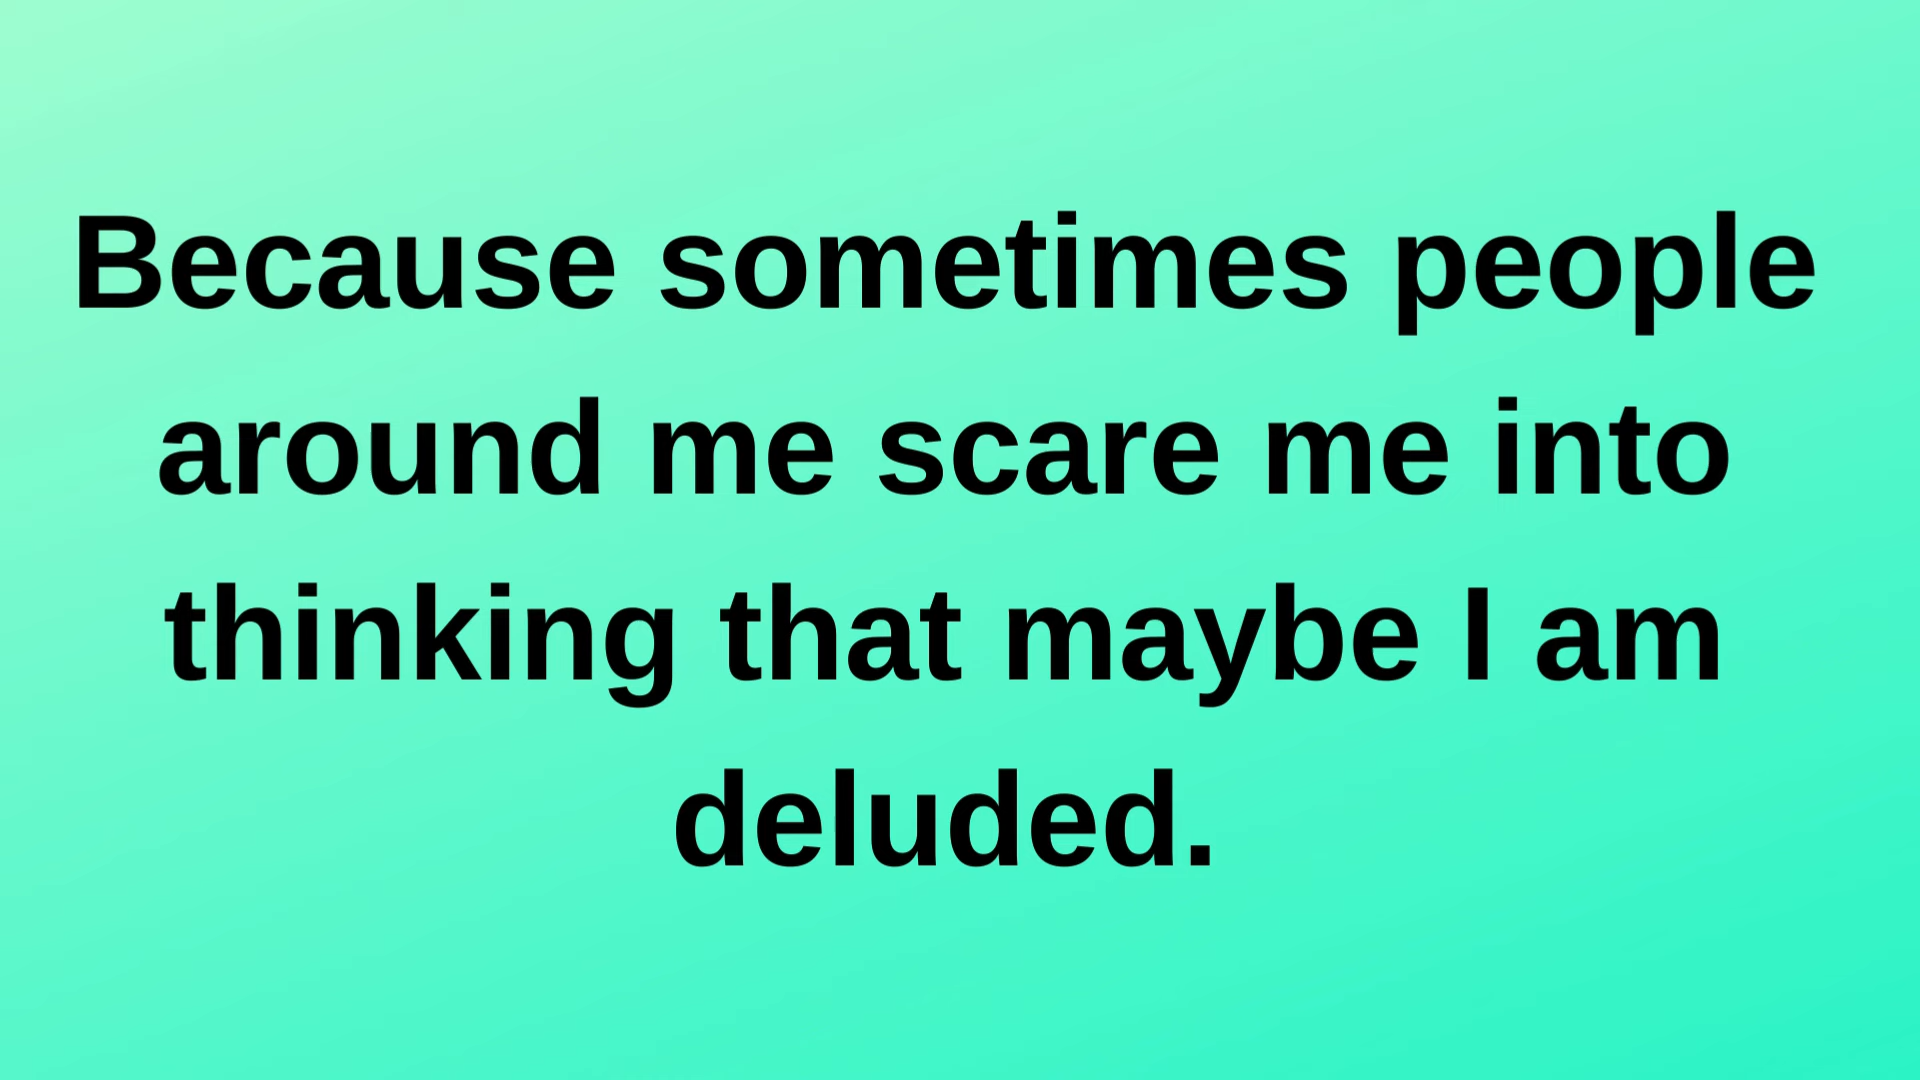 Because sometimes people
around me scare me into
thinking that maybe I am
deluded.